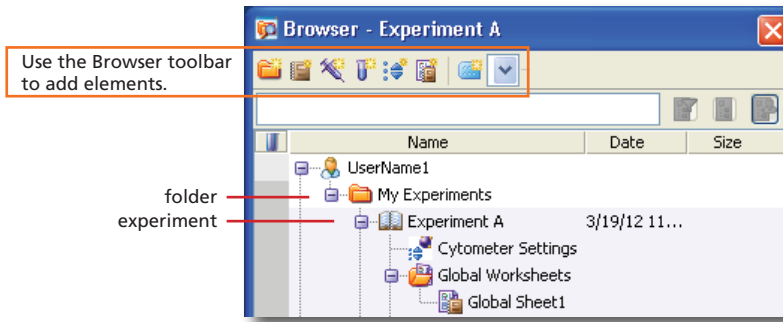 Browser - Experiment A
Use the Browser toolbar
to add elements.
Name Date Size
UserName1
folder My Experiments
experiment Experiment A 3/19/12 11...
Cytometer Settings
Global Worksheets
Global Sheet1